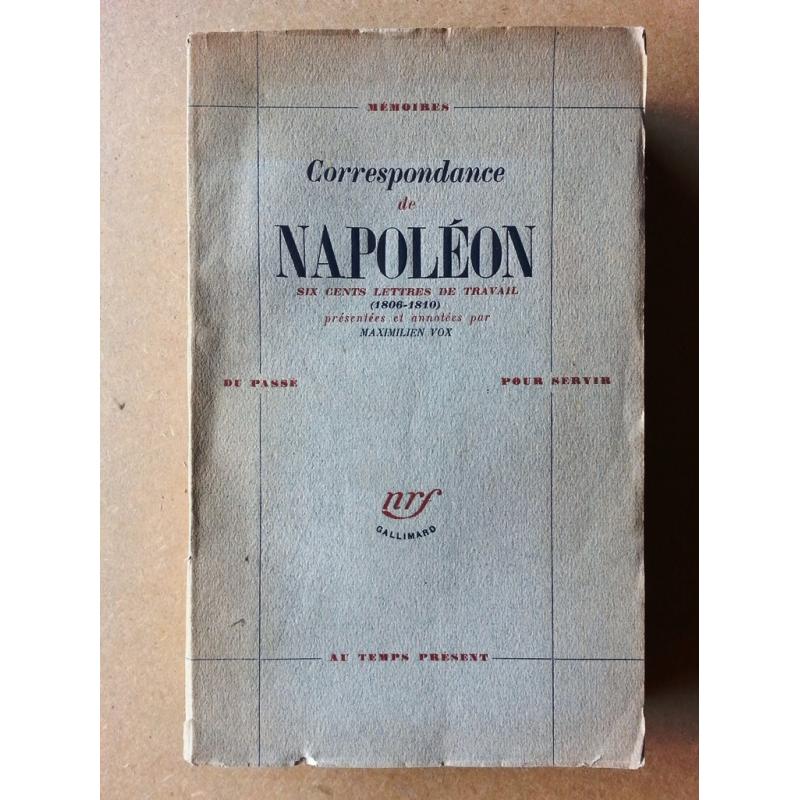 MÉMOIRES
Correspondance
de
NAPOLÉON
SIX CENTS LETTRES DE TRAVAIL
(1806-1810)
présentées et annotées par
MAXIMILIEN VOX
DU PASSÉ POUR SERVIR
nrf
GALLIMARD
AU TEMPS PRÉSENT